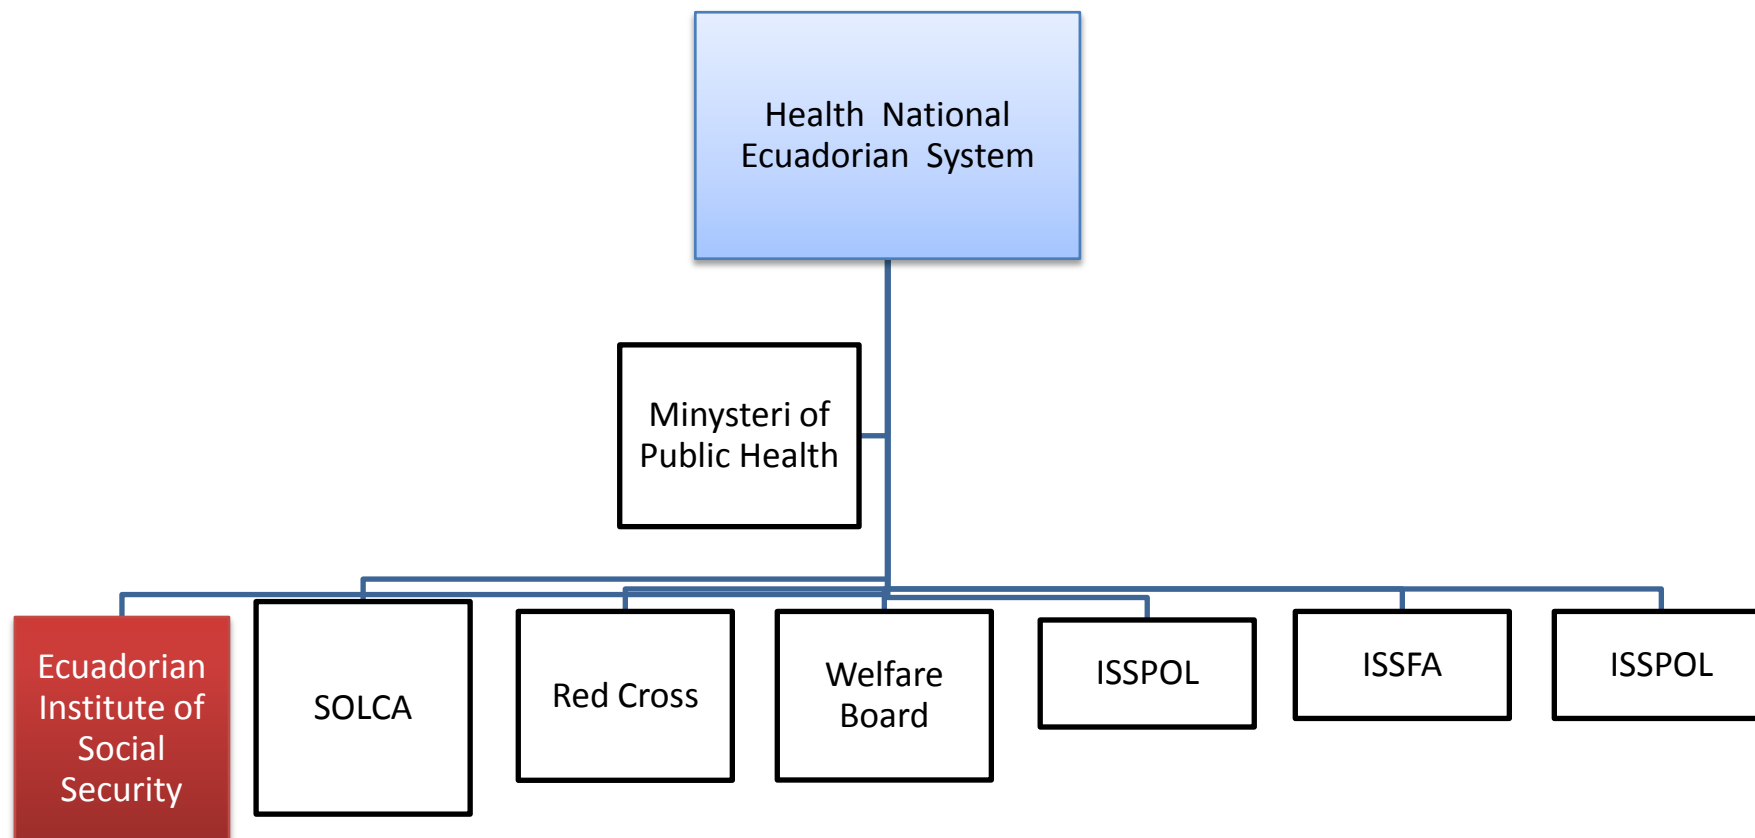 Health National
Ecuadorian System
Minysteri of
Public Health
Ecuadorian
Institute of
Social
Security
SOLCA
Red Cross
Welfare
Board
ISSPOL
ISSFA
ISSPOL